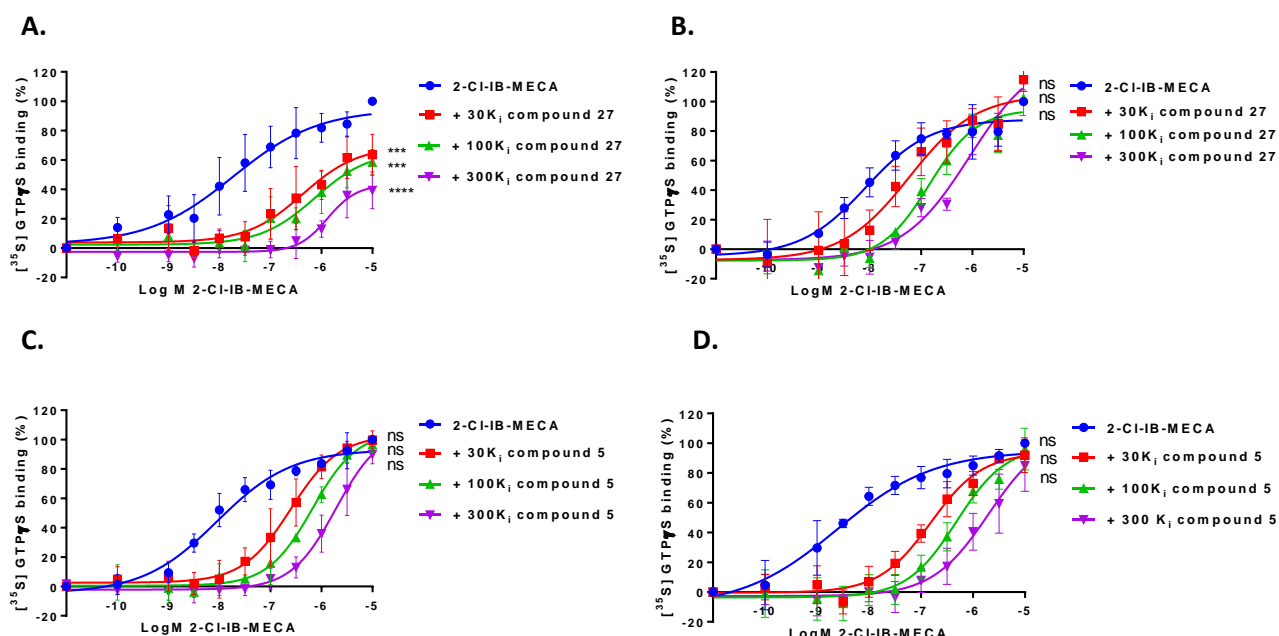 A.
[³⁵S] GTPγS binding (%)
120
100
80
60
40
20
0
-20
-10 -9 -8 -7 -6 -5
Log M 2-Cl-IB-MECA
***
***
****
2-Cl-IB-MECA
+ 30Kᵢ compound 27
+ 100Kᵢ compound 27
+ 300Kᵢ compound 27
B.
[³⁵S] GTPγS binding (%)
120
100
80
60
40
20
0
-20
-10 -9 -8 -7 -6 -5
LogM 2-Cl-IB-MECA
ns
ns
ns
2-Cl-IB-MECA
+ 30Kᵢ compound 27
+ 100Kᵢ compound 27
+ 300Kᵢ compound 27
C.
[³⁵S] GTPγS binding (%)
120
100
80
60
40
20
0
-20
-10 -9 -8 -7 -6 -5
LogM 2-Cl-IB-MECA
ns
ns
ns
2-Cl-IB-MECA
+ 30Kᵢ compound 5
+ 100Kᵢ compound 5
+ 300Kᵢ compound 5
D.
[³⁵S] GTPγS binding (%)
120
100
80
60
40
20
0
-20
-10 -9 -8 -7 -6 -5
LogM 2-Cl-IB-MECA
ns
ns
ns
2-Cl-IB-MECA
+ 30Kᵢ compound 5
+ 100Kᵢ compound 5
+ 300 Kᵢ compound 5